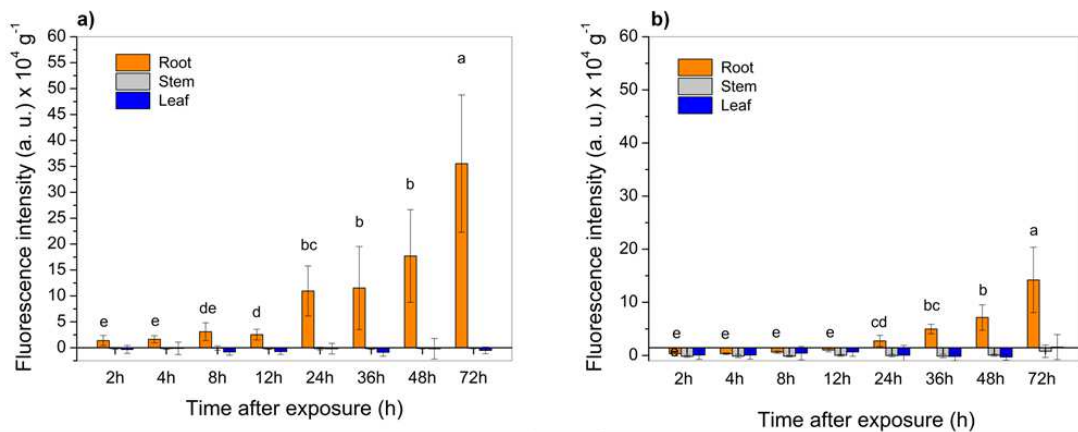 a)
Fluorescence intensity (a. u.) x 10⁴ g⁻¹
60
55
50
45
40
35
30
25
20
15
10
5
0
Root
Stem
Leaf
e
e
de
d
bc
b
b
a
2h
4h
8h
12h
24h
36h
48h
72h
Time after exposure (h)
b)
Fluorescence intensity (a. u.) x 10⁴ g⁻¹
60
50
40
30
20
10
0
Root
Stem
Leaf
e
e
e
e
cd
bc
b
a
e
2h
4h
8h
12h
24h
36h
48h
72h
Time after exposure (h)